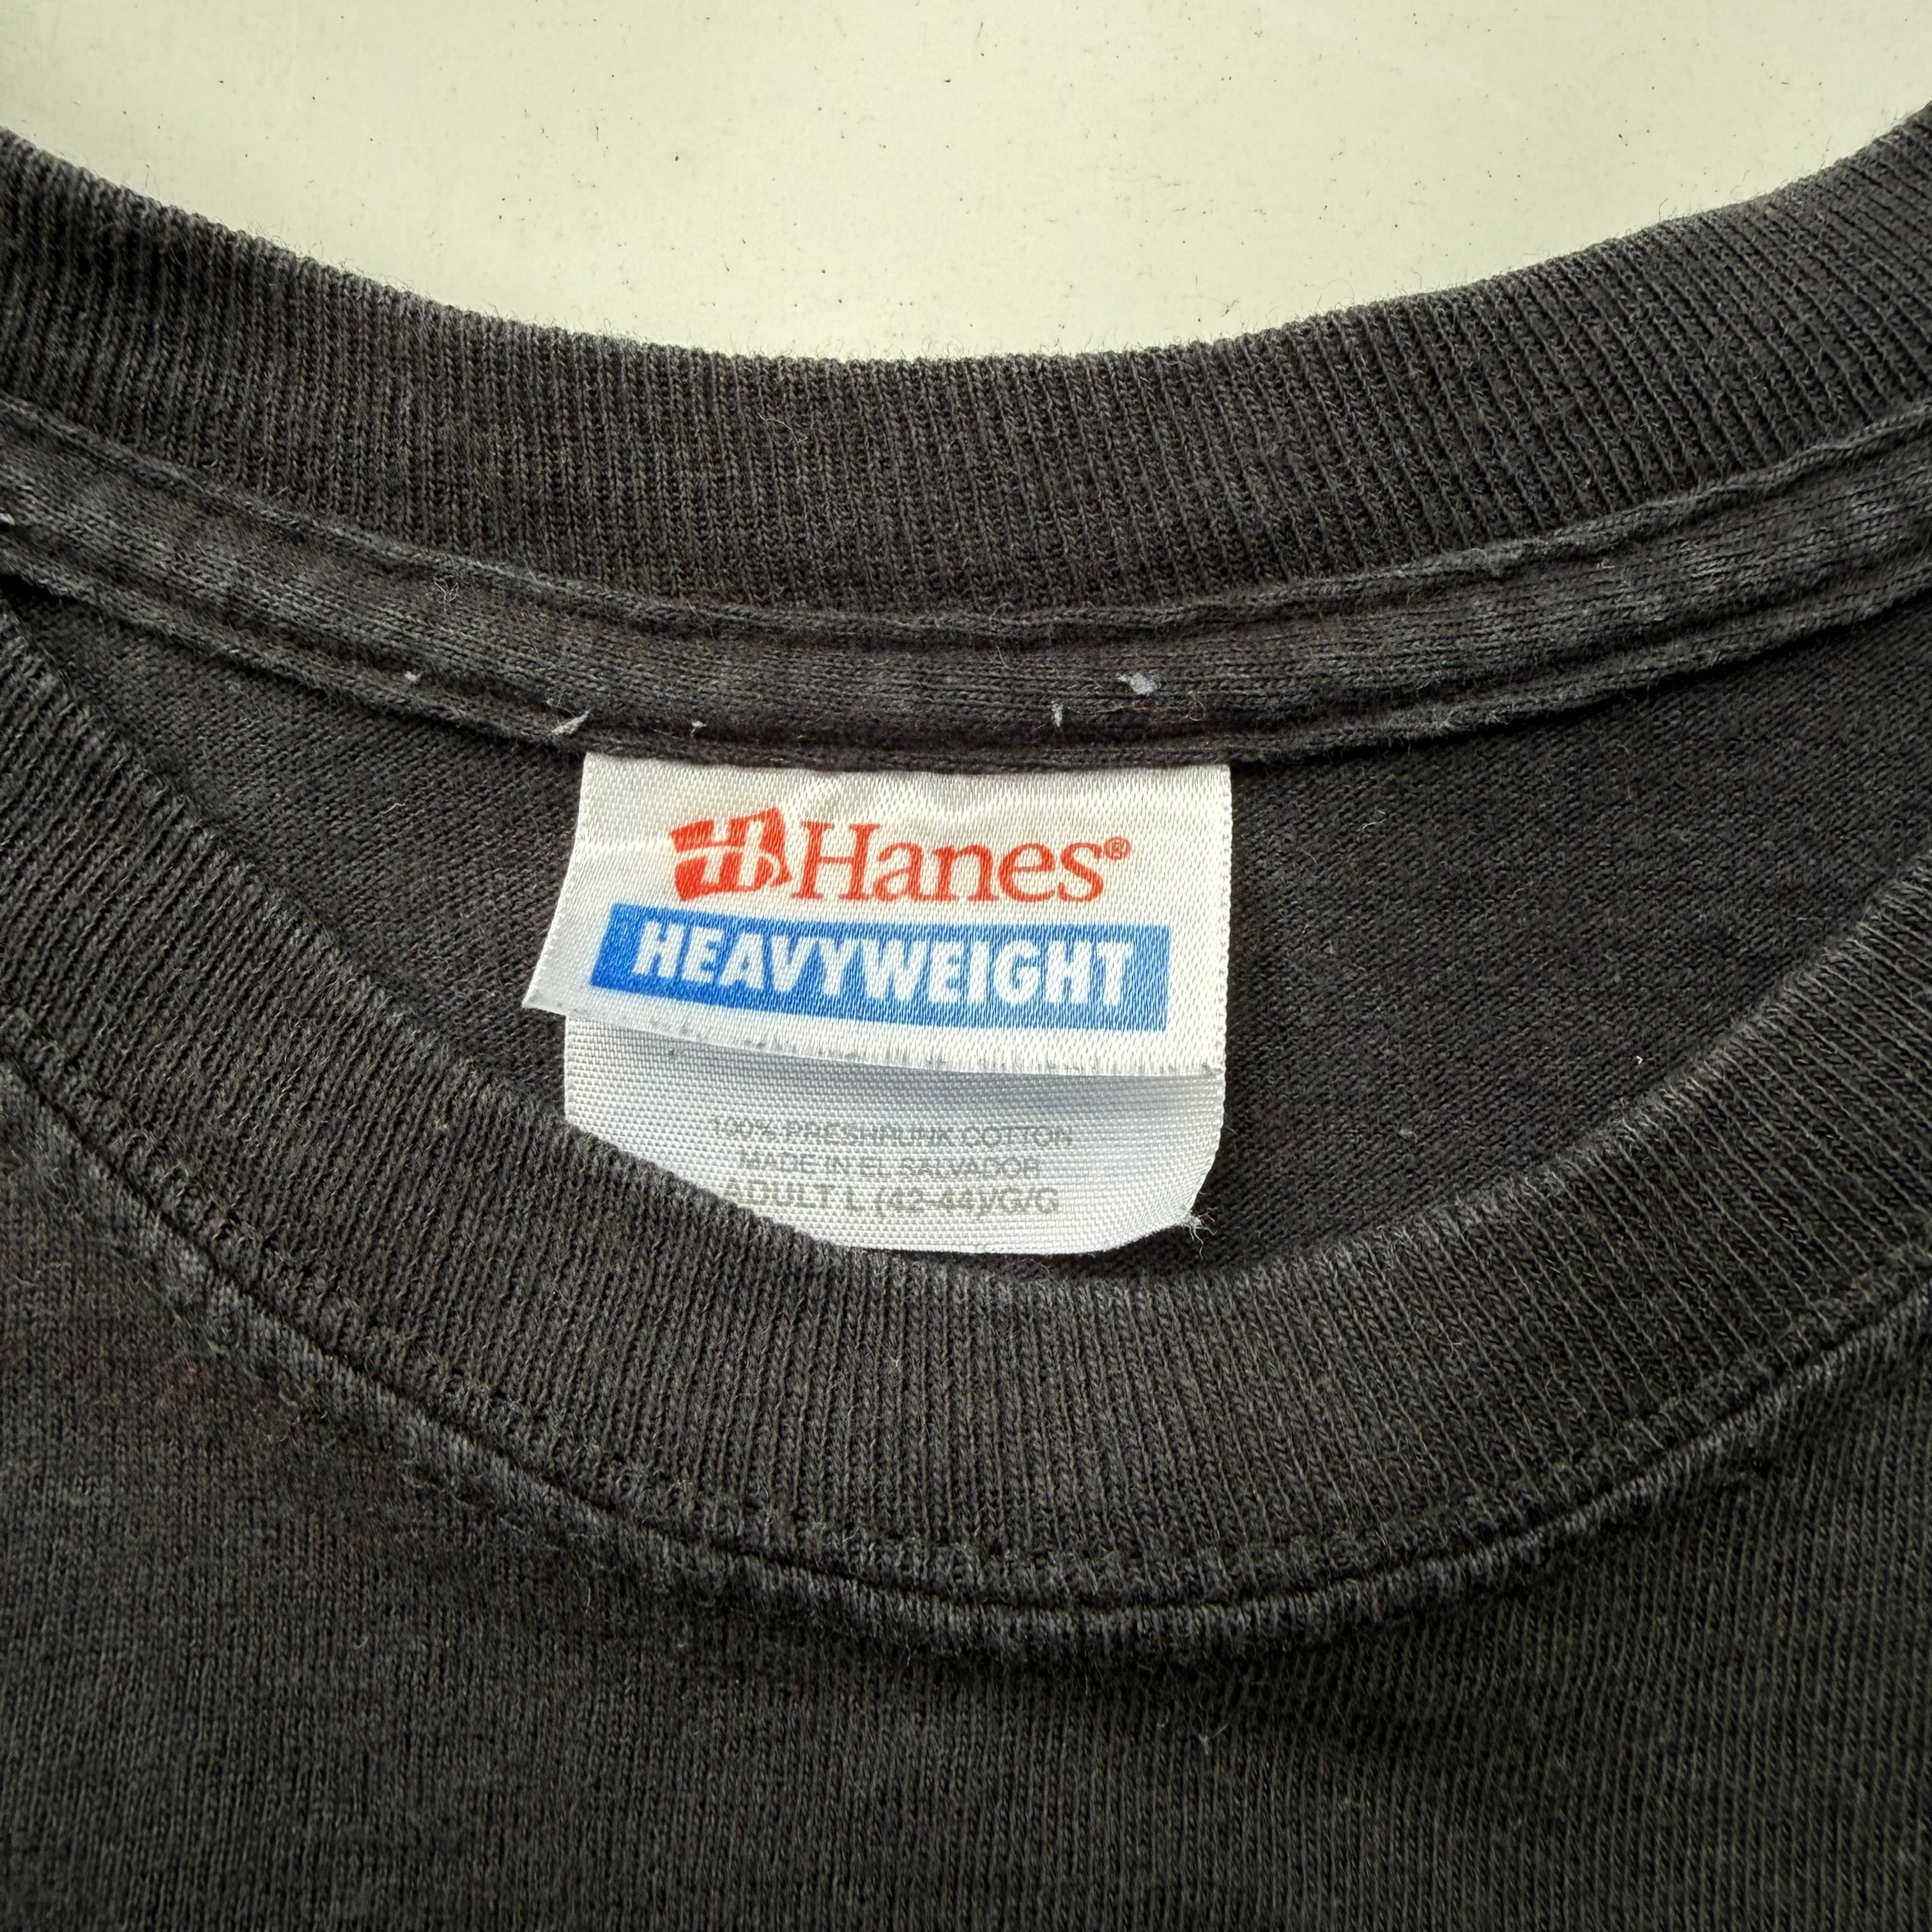 Hanes®
HEAVYWEIGHT
100% PRESHRUNK COTTON
MADE IN EL SALVADOR
ADULT L (42-44)/G/G